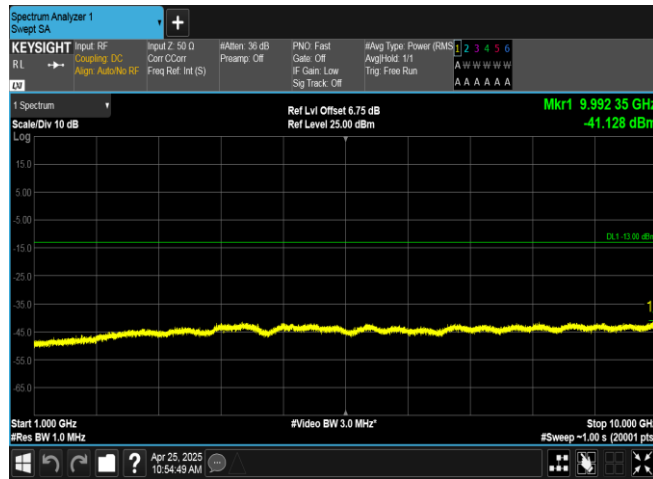 Spectrum Analyzer 1
Swept SA
KEYSIGHT Input: RF Input Z: 50 Ω #Atten: 36 dB PNO: Fast #Avg Type: Power (RMS 1 2 3 4 5 6
RL Coupling: DC Corr CCorr Preamp: Off Gate: Off Avg|Hold: 1/1 A W W W W W
Align: Auto/No RF Freq Ref: Int (S) IF Gain: Low Trig: Free Run
Sig Track: Off A A A A A A
LXI
1 Spectrum Ref Lvl Offset 6.75 dB Mkr1 9.992 35 GHz
Scale/Div 10 dB Ref Level 25.00 dBm -41.128 dBm
Log
15.0
5.00
-5.00
DL1 -13.00 dBm
-15.0
-25.0
-35.0
1
-45.0
-55.0
-65.0
Start 1.000 GHz #Video BW 3.0 MHz* Stop 10.000 GHz
#Res BW 1.0 MHz #Sweep ~1.00 s (20001 pts
? Apr 25, 2025
10:54:49 AM